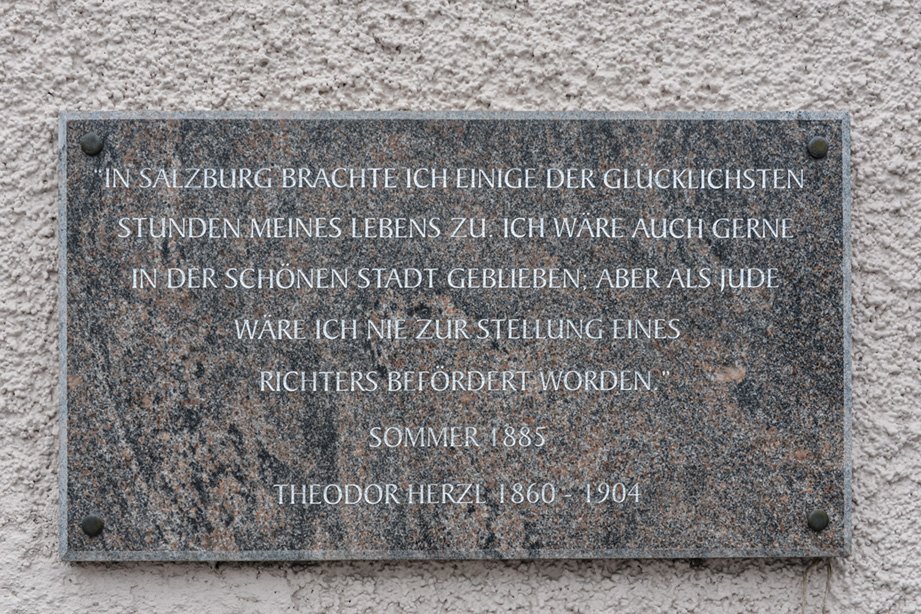 "IN SALZBURG BRACHTE ICH EINIGE DER GLÜCKLICHSTEN
STUNDEN MEINES LEBENS ZU. ICH WÄRE AUCH GERNE
IN DER SCHÖNEN STADT GEBLIEBEN; ABER ALS JUDE
WÄRE ICH NIE ZUR STELLUNG EINES
RICHTERS BEFÖRDERT WORDEN."
SOMMER 1885
THEODOR HERZL 1860 - 1904